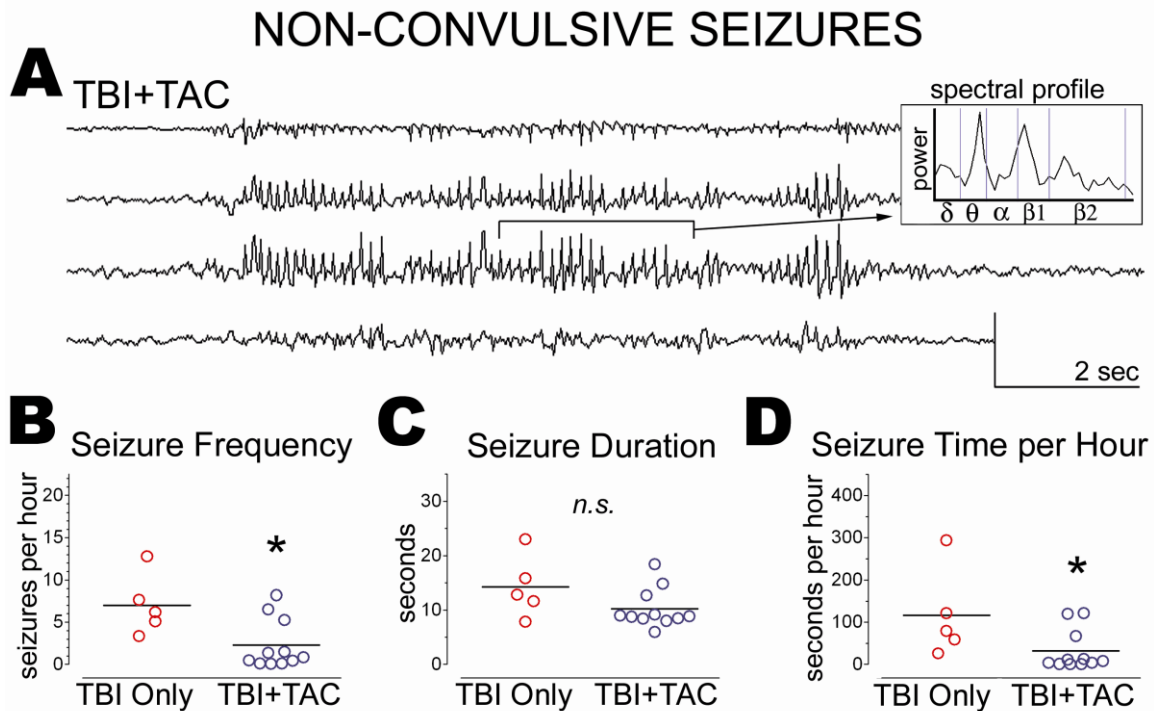 NON-CONVULSIVE SEIZURES
A
TBI+TAC
spectral profile
power
δ θ α β1 β2
2 sec
B
Seizure Frequency
seizures per hour
20
15
10
5
0
*
TBI Only TBI+TAC
C
Seizure Duration
seconds
30
20
10
0
n.s.
TBI Only TBI+TAC
D
Seizure Time per Hour
seconds per hour
400
300
200
100
0
*
TBI Only TBI+TAC